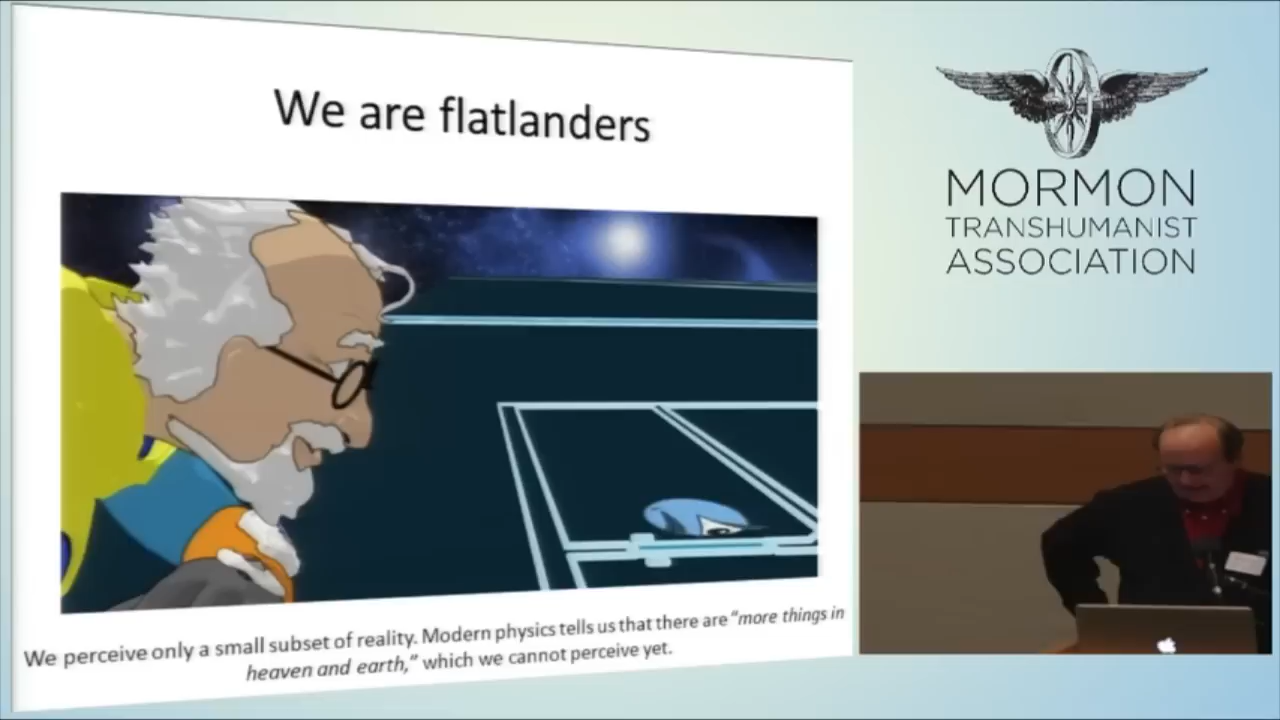 We are flatlanders
We perceive only a small subset of reality. Modern physics tells us that there are “more things in
heaven and earth,” which we cannot perceive yet.
MORMON
TRANSHUMANIST
ASSOCIATION